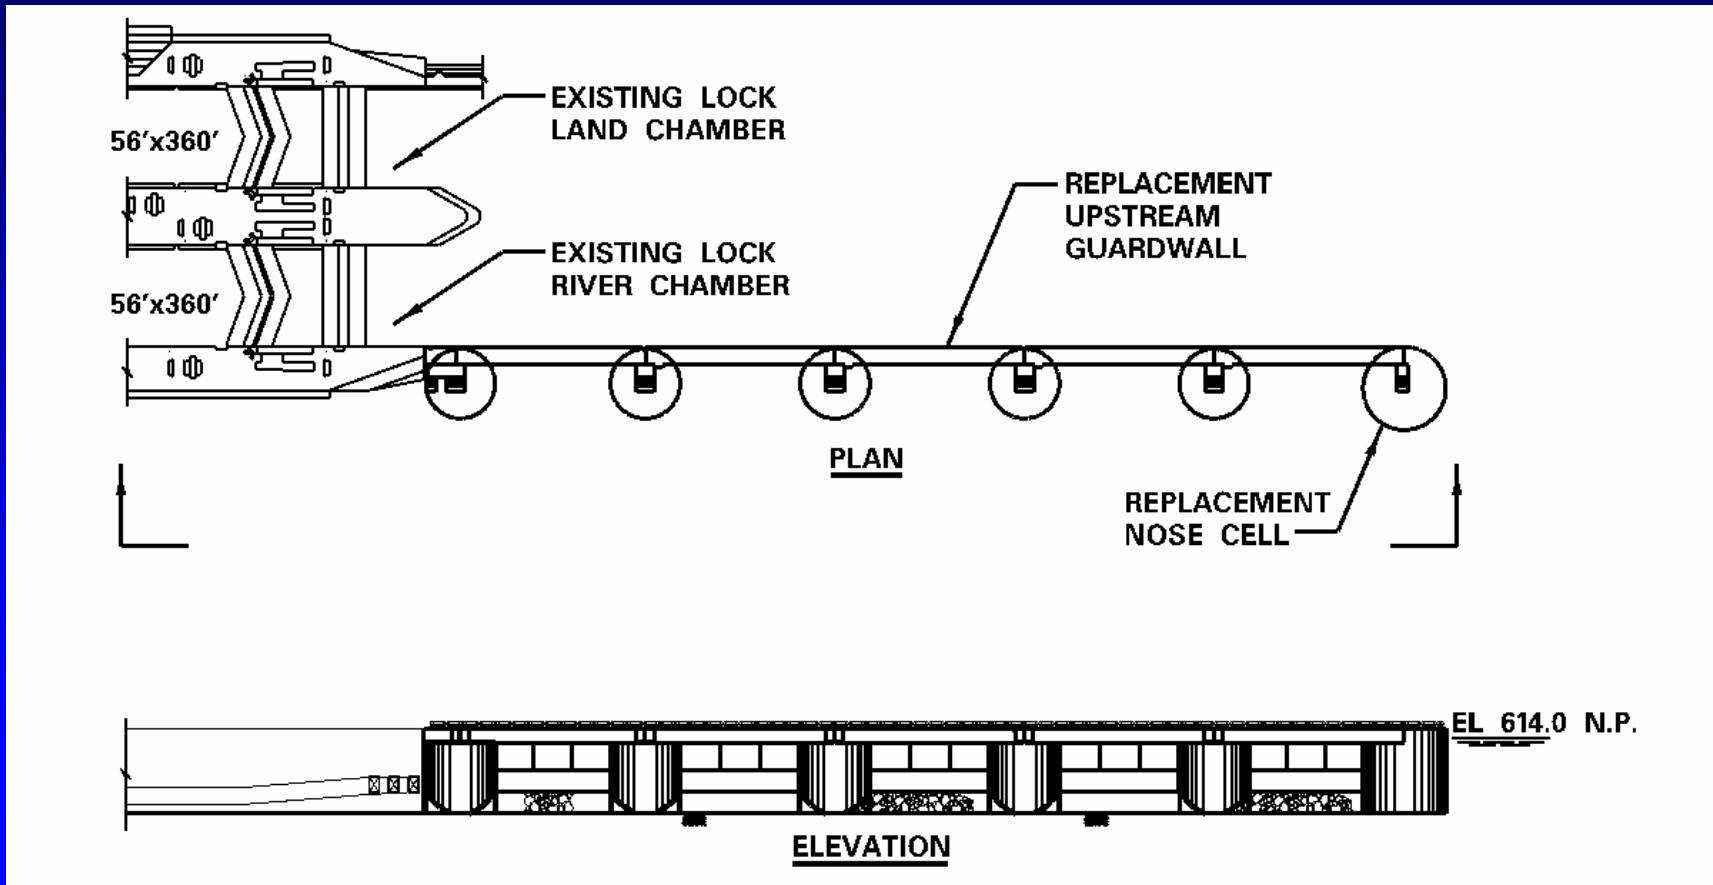 EXISTING LOCK
LAND CHAMBER
56'x360'
REPLACEMENT
UPSTREAM
GUARDWALL
EXISTING LOCK
RIVER CHAMBER
56'x360'
PLAN
REPLACEMENT
NOSE CELL
EL 614.0 N.P.
ELEVATION